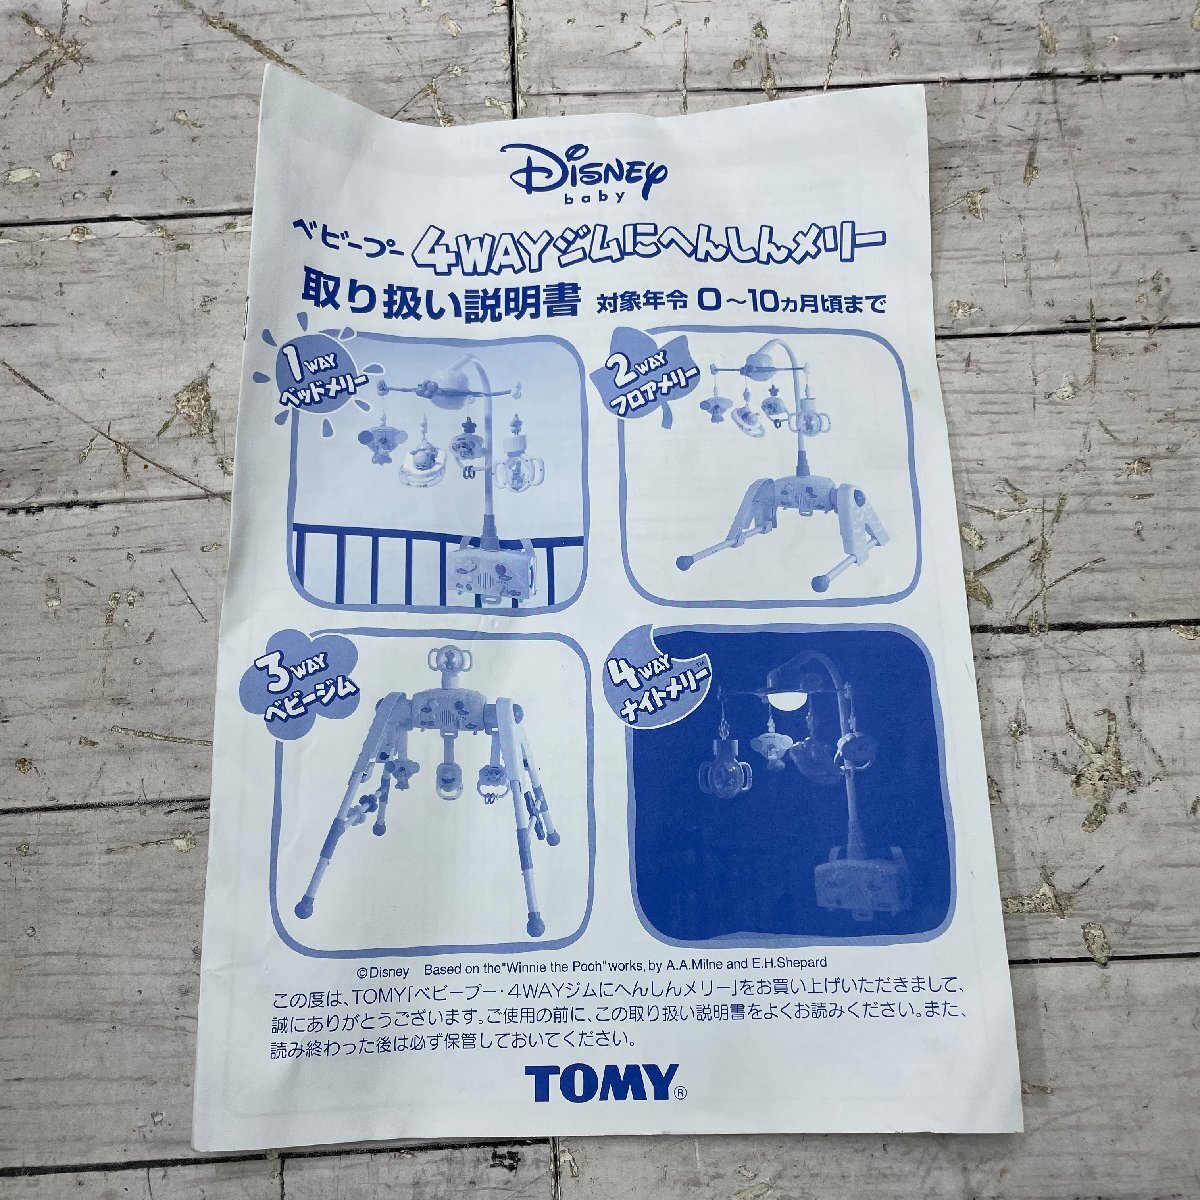 Disney
baby
ベビープー 4WAYジムにへんしんメリー
取り扱い説明書 対象年令 0～10ヵ月頃まで
1WAY
ベッドメリー
2WAY
フロアメリー
3WAY
ベビージム
4WAY
ナイトメリー™
©Disney Based on the "Winnie the Pooh" works, by A.A.Milne and E.H.Shepard
この度は、TOMY「ベビープー・4WAYジムにへんしんメリー」をお買い上げいただきまして、
誠にありがとうございます。ご使用の前に、この取り扱い説明書をよくお読みください。また、
読み終わった後は必ず保管しておいてください。
TOMY®